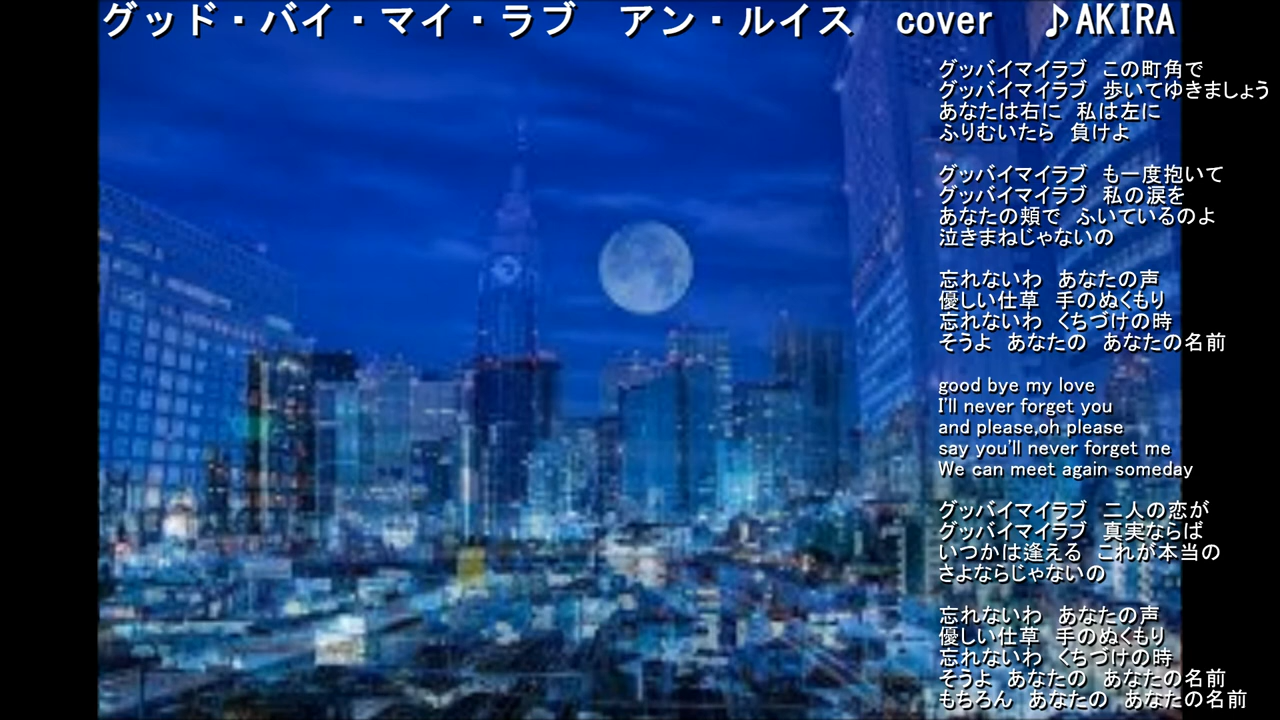 グッド・バイ・マイ・ラブ　アン・ルイス　cover　♪AKIRA
グッバイマイラブ　この町角で
グッバイマイラブ　歩いてゆきましょう
あなたは右に　私は左に
ふりむいたら　負けよ
グッバイマイラブ　も一度抱いて
グッバイマイラブ　私の涙を
あなたの頬で　ふいているのよ
泣きまねじゃないの
忘れないわ　あなたの声
優しい仕草　手のぬくもり
忘れないわ　くちづけの時
そうよ　あなたの　あなたの名前
good bye my love
I'll never forget you
and please,oh please
say you'll never forget me
We can meet again someday
グッバイマイラブ　二人の恋が
グッバイマイラブ　真実ならば
いつかは逢える　これが本当の
さよならじゃないの
忘れないわ　あなたの声
優しい仕草　手のぬくもり
忘れないわ　くちづけの時
そうよ　あなたの　あなたの名前
もちろん　あなたの　あなたの名前